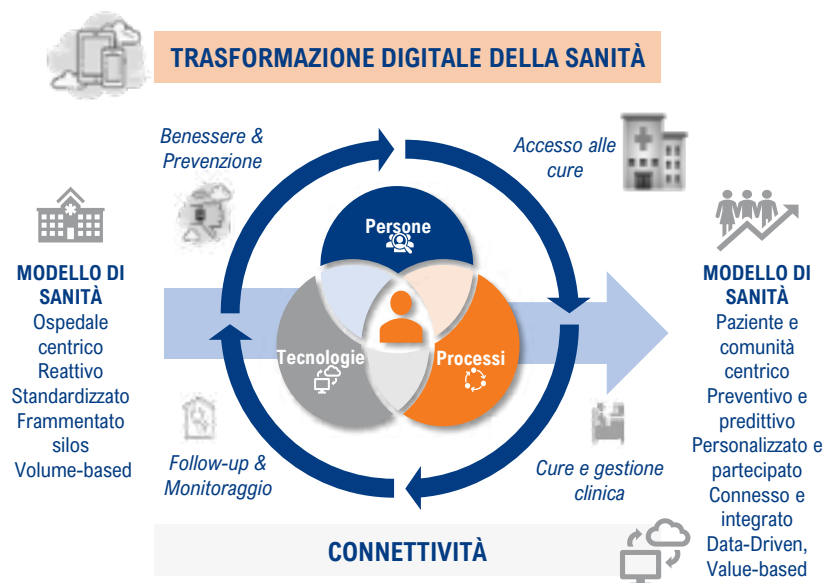 TRASFORMAZIONE DIGITALE DELLA SANITÀ
Benessere &
Prevenzione
Accesso alle
cure
Persone
Tecnologie
Processi
MODELLO DI
SANITÀ
Ospedale
centrico
Reattivo
Standardizzato
Frammentato
silos
Volume-based
MODELLO DI
SANITÀ
Paziente e
comunità
centrico
Preventivo e
predittivo
Personalizzato e
partecipato
Connesso e
integrato
Data-Driven,
Value-based
Follow-up &
Monitoraggio
Cure e gestione
clinica
CONNETTIVITÀ